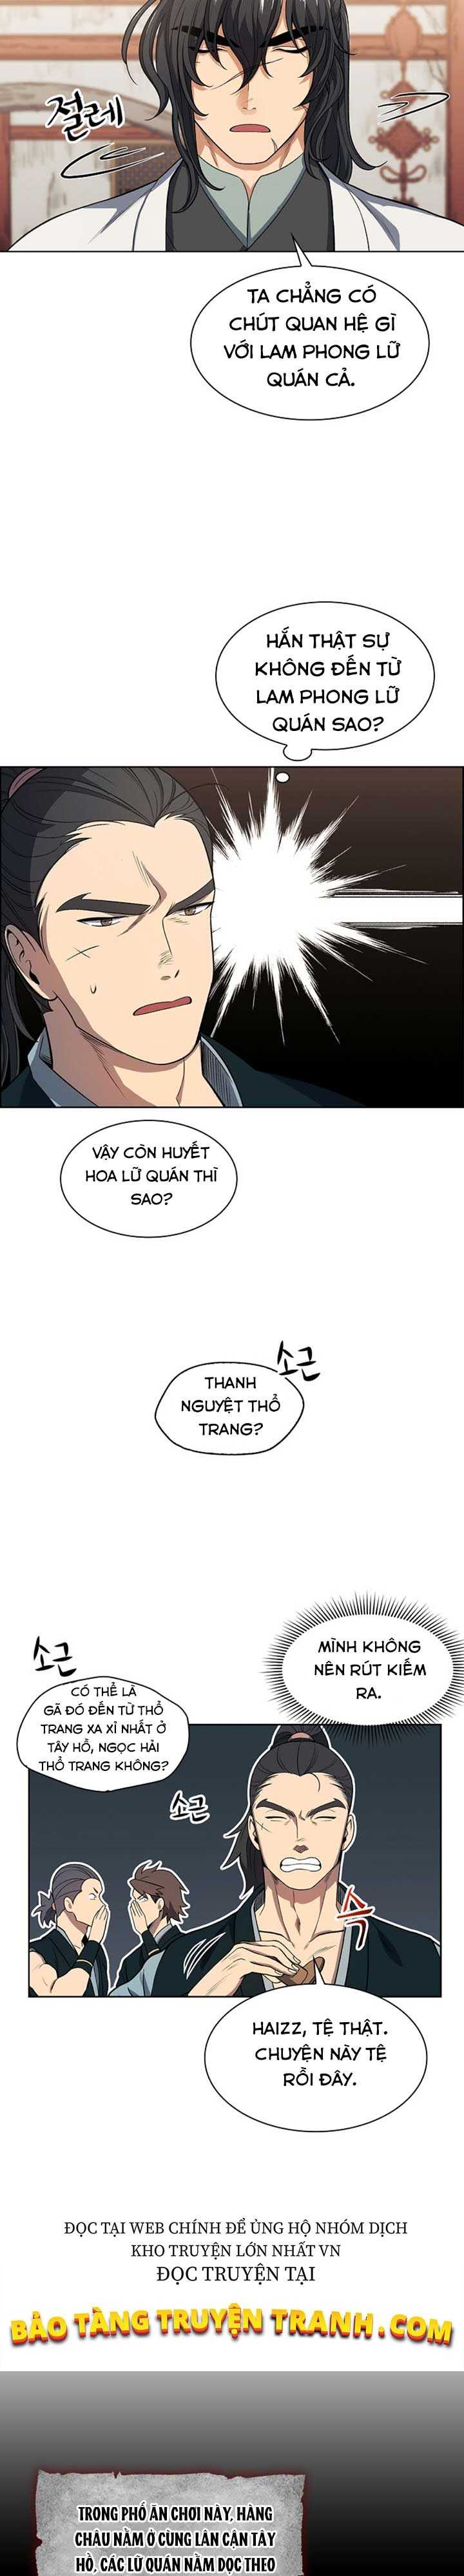 절레
TA CHẲNG CÓ
CHÚT QUAN HỆ GÌ
VỚI LAM PHONG LỮ
QUÁN CẢ.
HẮN THẬT SỰ
KHÔNG ĐẾN TỪ
LAM PHONG LỮ
QUÁN SAO?
VẬY CÒN HUYẾT
HOA LỮ QUÁN THÌ
SAO?
소근
THANH
NGUYỆT THỔ
TRANG?
MÌNH KHÔNG
NÊN RÚT KIẾM
RA.
소근
CÓ THỂ LÀ
GÃ ĐÓ ĐẾN TỪ THỔ
TRANG XA XỈ NHẤT Ở
TÂY HỒ, NGỌC HẢI
THỔ TRANG KHÔNG?
소근
슥
HAIZZ, TỆ THẬT.
CHUYỆN NÀY TỆ
RỒI ĐÂY.
ĐỌC TẠI WEB CHÍNH ĐỂ ỦNG HỘ NHÓM DỊCH
KHO TRUYỆN LỚN NHẤT VN
ĐỌC TRUYỆN TẠI
BẢO TÀNG TRUYỆN TRANH.COM
TRONG PHỐ ĂN CHƠI NÀY, HÀNG
CHÂU NẰM Ở CÙNG LÂN CẬN TÂY
HỒ, CÁC LỮ QUÁN NẰM DỌC THEO